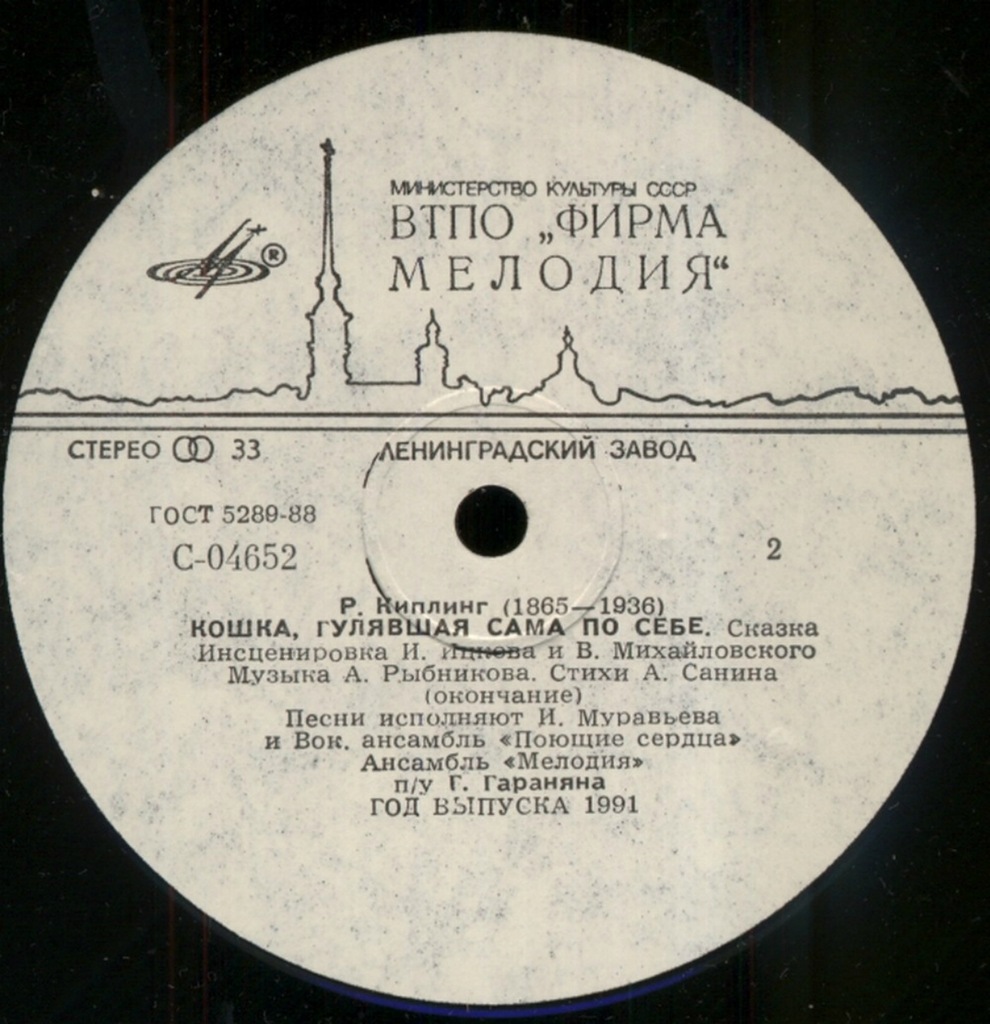 МИНИСТЕРСТВО КУЛЬТУРЫ СССР
ВТПО „ФИРМА
МЕЛОДИЯ“
®
СТЕРЕО 33
ЛЕНИНГРАДСКИЙ ЗАВОД
ГОСТ 5289-88
С-04652
2
Р. Киплинг (1865—1936)
КОШКА, ГУЛЯВШАЯ САМА ПО СЕБЕ. Сказка
Инсценировка И. и В. Михайловского
Музыка А. Рыбникова. Стихи А. Санина
(окончание)
Песни исполняют И. Муравьева
и Вок. ансамбль «Поющие сердца»
Ансамбль «Мелодия»
п/у Г. Гараняна
ГОД ВЫПУСКА 1991